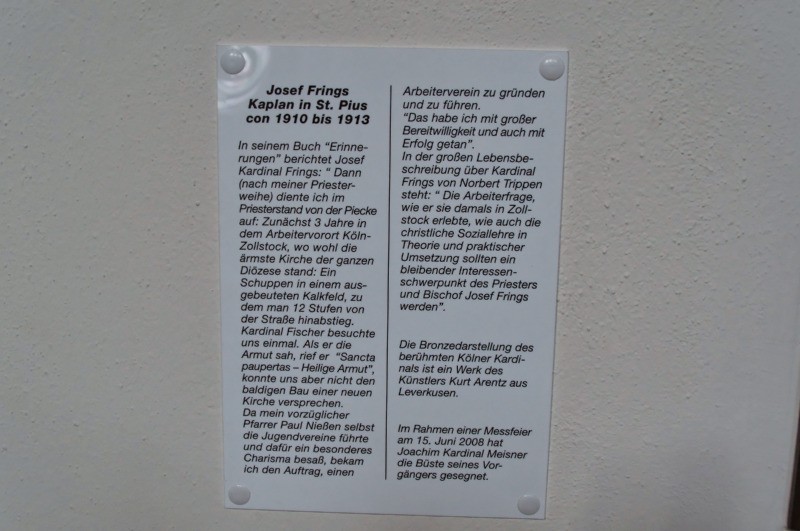 Josef Frings
Kaplan in St. Pius
con 1910 bis 1913
In seinem Buch “Erinne-
rungen” berichtet Josef
Kardinal Frings: “ Dann
(nach meiner Priester-
weihe) diente ich im
Priesterstand von der Piecke
auf: Zunächst 3 Jahre in
dem Arbeitervorort Köln-
Zollstock, wo wohl die
ärmste Kirche der ganzen
Diözese stand: Ein
Schuppen in einem aus-
gebeuteten Kalkfeld, zu
dem man 12 Stufen von
der Straße hinabstieg.
Kardinal Fischer besuchte
uns einmal. Als er die
Armut sah, rief er “Sancta
paupertas – Heilige Armut”,
konnte uns aber nicht den
baldigen Bau einer neuen
Kirche versprechen.
Da mein vorzüglicher
Pfarrer Paul Nießen selbst
die Jugendvereine führte
und dafür ein besonderes
Charisma besaß, bekam
ich den Auftrag, einen
Arbeiterverein zu gründen
und zu führen.
“Das habe ich mit großer
Bereitwilligkeit und auch mit
Erfolg getan”.
In der großen Lebensbe-
schreibung über Kardinal
Frings von Norbert Trippen
steht: “ Die Arbeiterfrage,
wie er sie damals in Zoll-
stock erlebte, wie auch die
christliche Soziallehre in
Theorie und praktischer
Umsetzung sollten ein
bleibender Interessen-
schwerpunkt des Priesters
und Bischof Josef Frings
werden”.
Die Bronzedarstellung des
berühmten Kölner Kardi-
nals ist ein Werk des
Künstlers Kurt Arentz aus
Leverkusen.
Im Rahmen einer Messfeier
am 15. Juni 2008 hat
Joachim Kardinal Meisner
die Büste seines Vor-
gängers gesegnet.